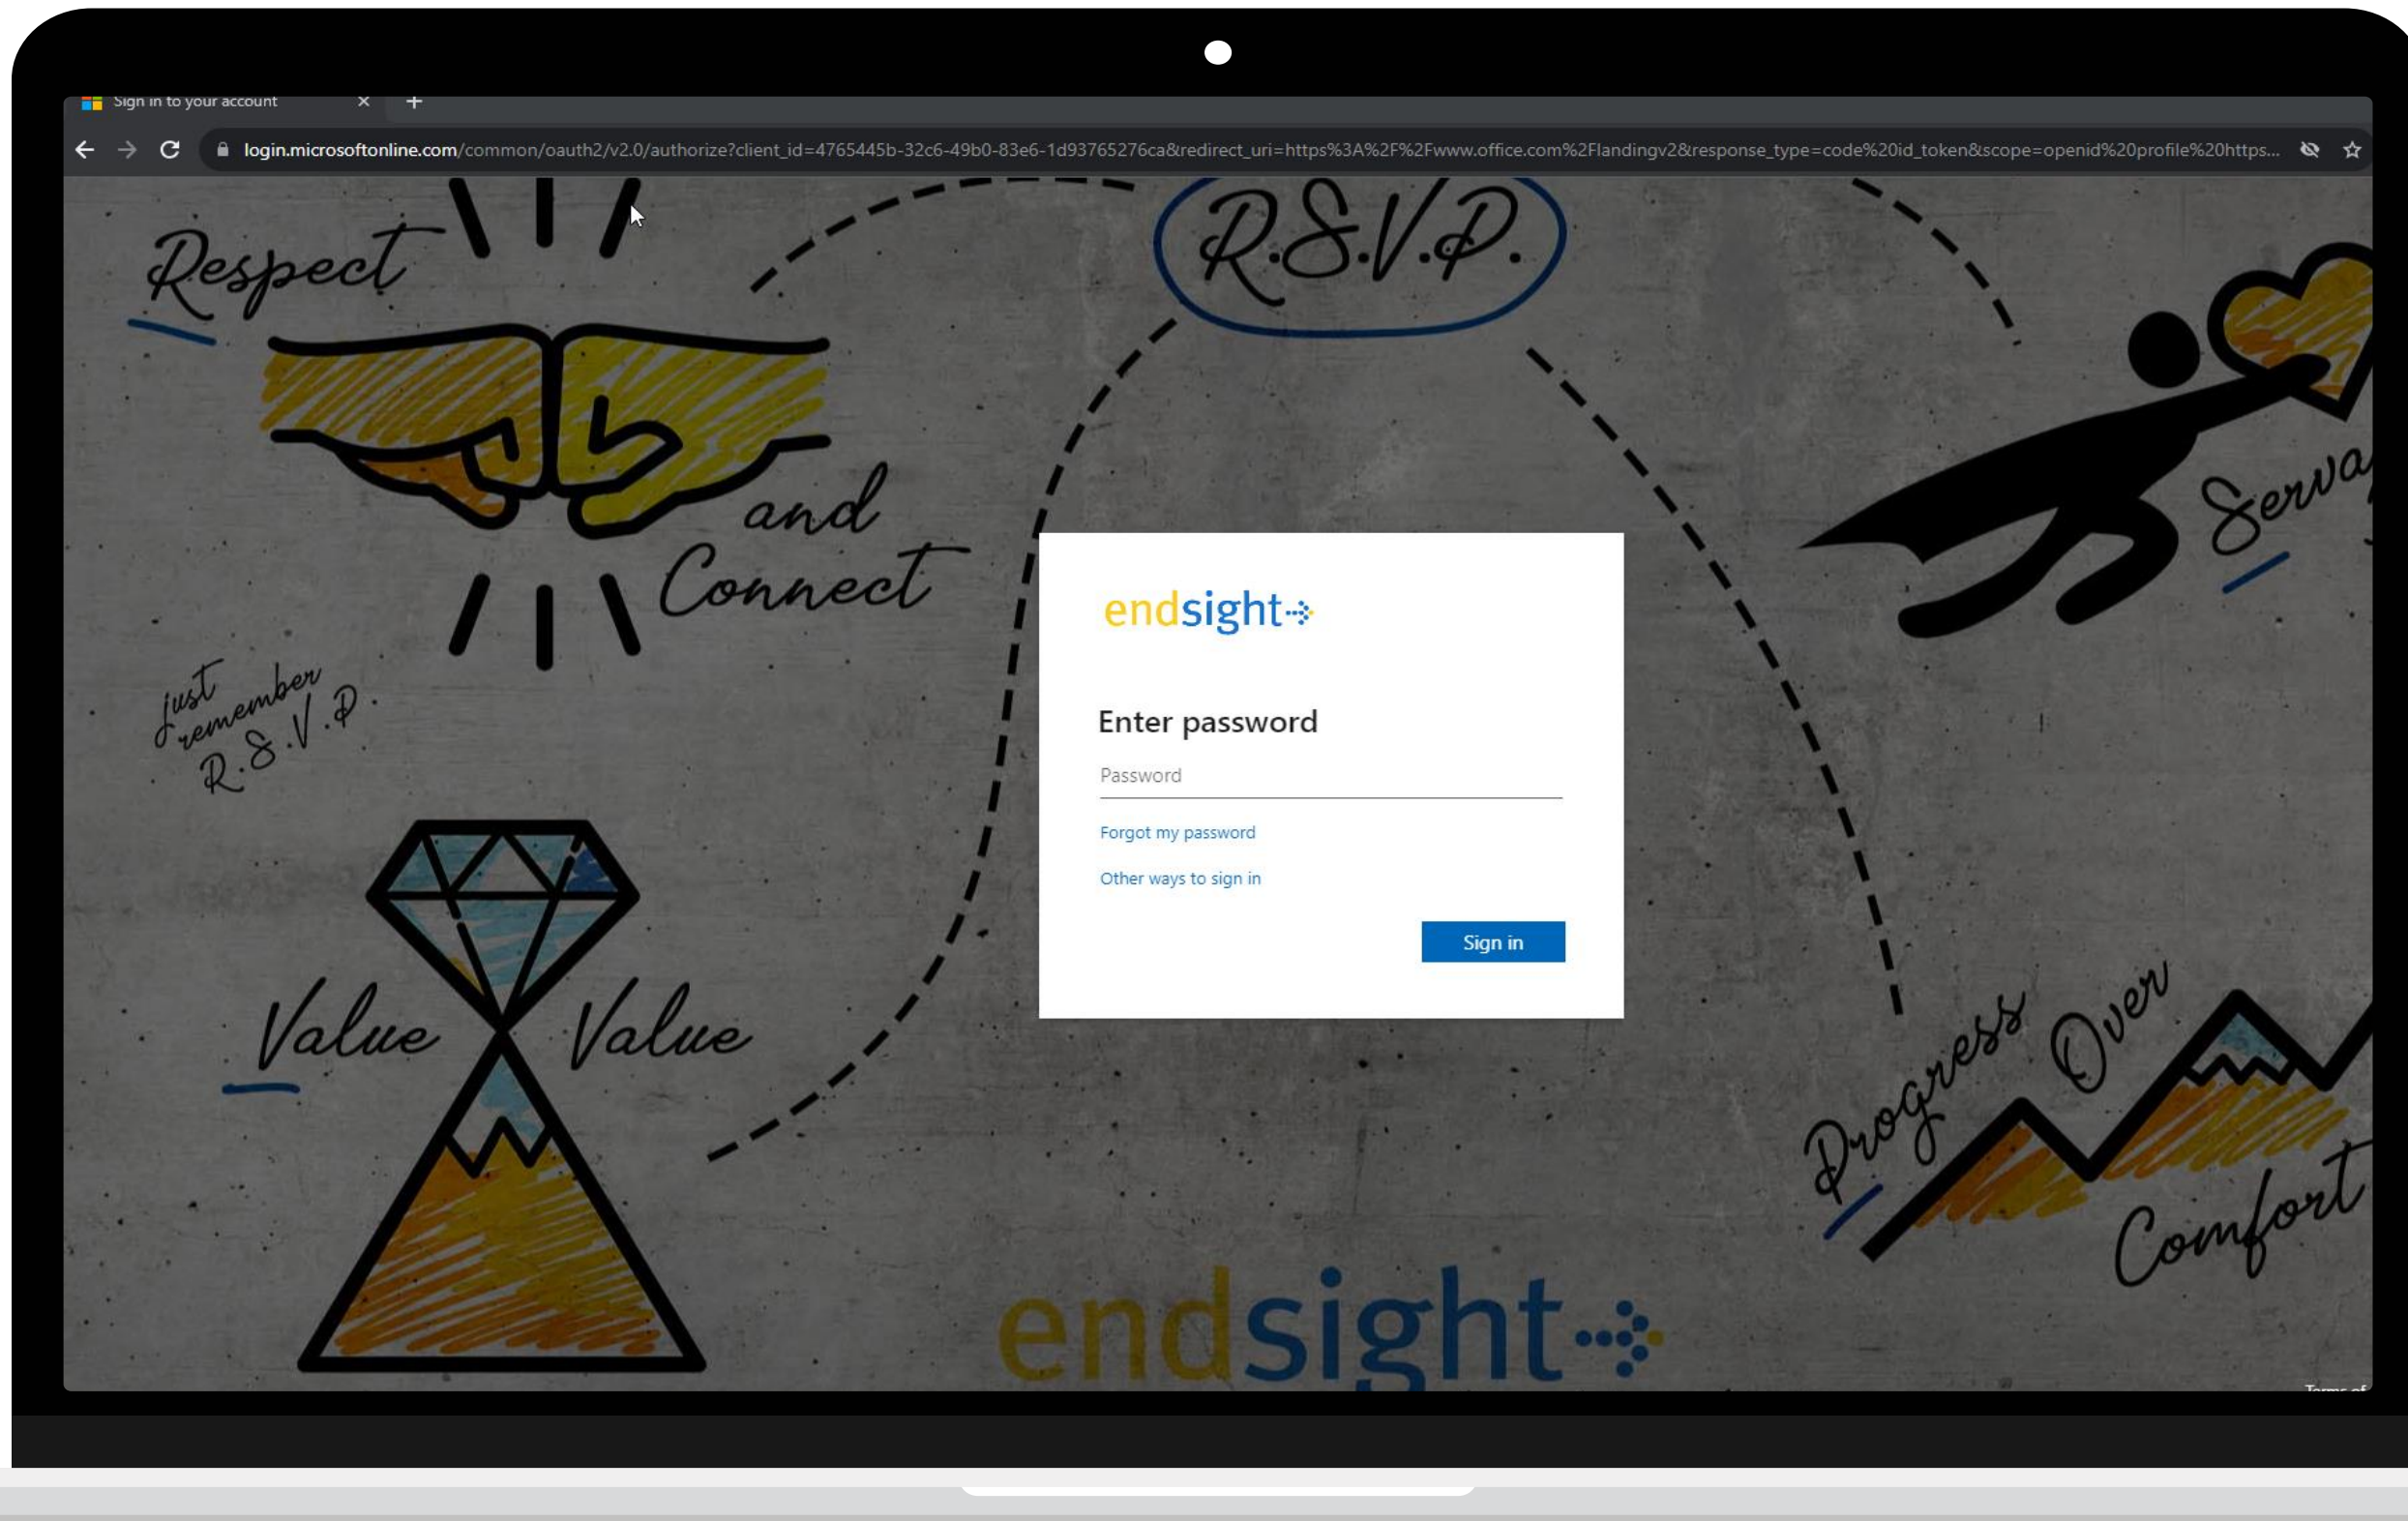 Sign in to your account
login.microsoftonline.com/common/oauth2/v2.0/authorize?client_id=4765445b-32c6-49b0-83e6-1d93765276ca&redirect_uri=https%3A%2F%2Fwww.office.com%2Flandingv2&response_type=code%20id_token&scope=openid%20profile%20https...
R.S.V.P.
Respect
and
Connect
Serva
just
remember
R.S.V.P.
endsight
Enter password
Password
Forgot my password
Other ways to sign in
Sign in
Value Value
Progress
Over
Comfort
endsight
Terms of